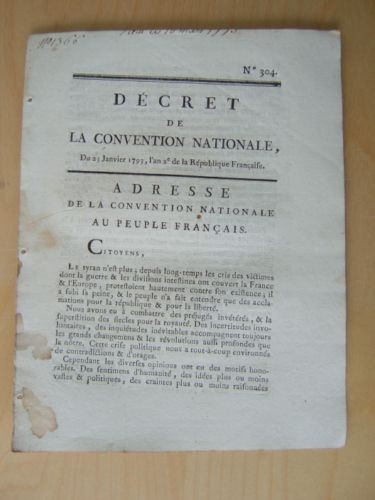 Nº 1366
Nº 304.
DÉCRET
DE
LA CONVENTION NATIONALE,
Du 23 Janvier 1793, l'an 2e de la République Française.
ADRESSE
DE LA CONVENTION NATIONALE
AU PEUPLE FRANÇAIS.
CITOYENS,
LE tyran n'est plus; depuis long-temps les cris des victimes
dont la guerre & les divisions intestines ont couvert la France
& l'Europe, protestoient hautement contre son existence; il
a subi sa peine, & le peuple n'a fait entendre que des accla-
mations pour la république & pour la liberté.
Nous avons eu à combattre des préjugés invétérés, & la
superstition des siècles pour la royauté. Des incertitudes invo-
lontaires, des inquiétudes inévitables accompagnent toujours
les grands changemens & les révolutions aussi profondes que
la nôtre. Cette crise politique nous a tout-à-coup environnés
de contradictions & d'orages.
Cependant les diverses opinions ont eu des motifs hono-
rables. Des sentimens d'humanité, des idées plus ou moins
vastes & politiques, des craintes plus ou moins raisonnées